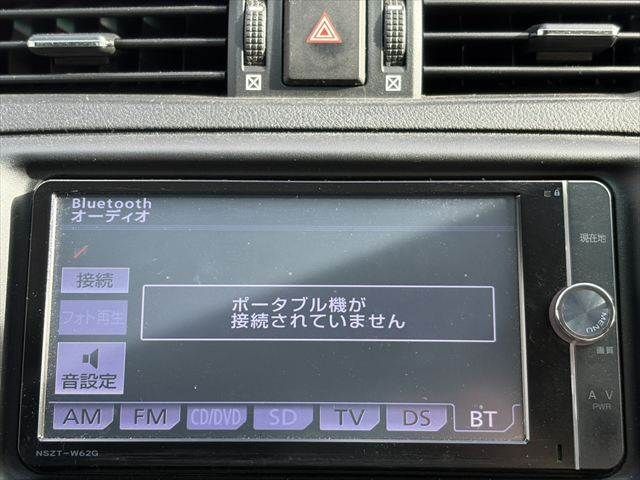 Bluetooth
オーディオ
接続
フォト再生
音設定
ポータブル機が
接続されていません
AM FM CD/DVD SD TV DS BT
NSZT-W62G
現在地
MENU
画質
A V
PWR